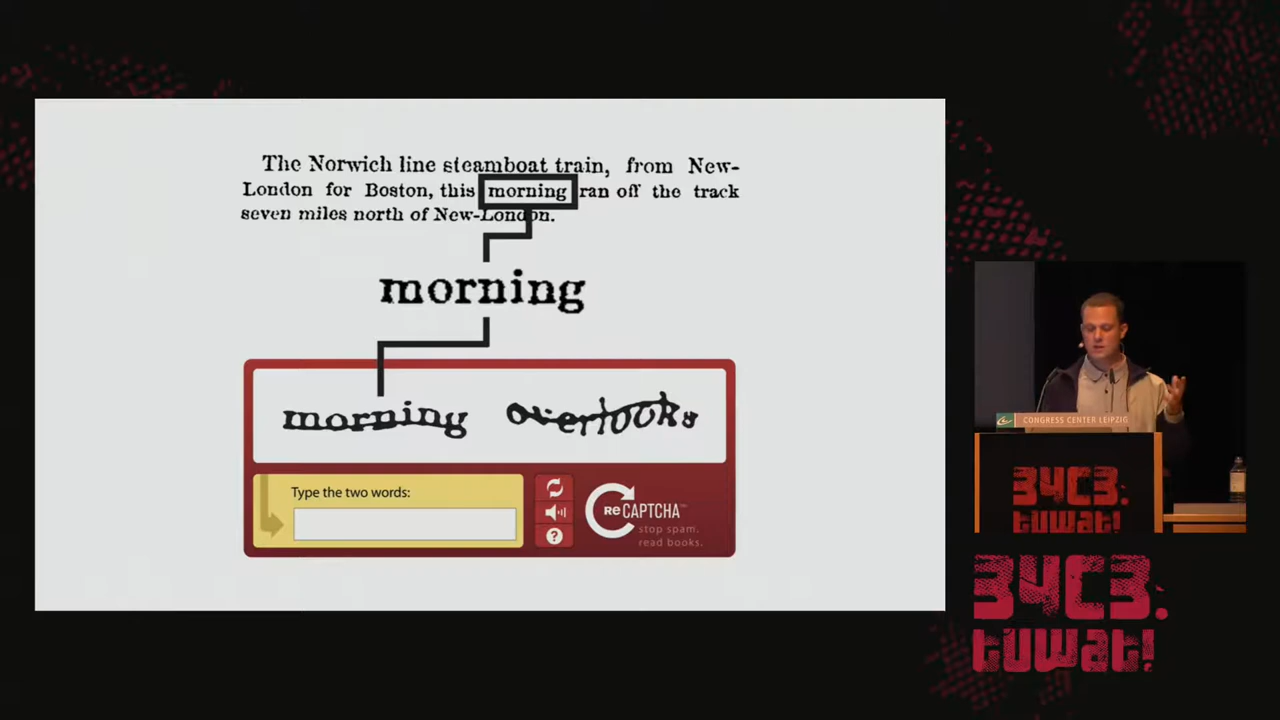 The Norwich line steamboat train, from New-
London for Boston, this morning ran off the track
seven miles north of New-London.
morning
morning overlooks
Type the two words:
ReCAPTCHA™
stop spam.
read books.
?
CONGRESS CENTER LEIPZIG
34C3:
tuwat!
34C3:
tuwat!